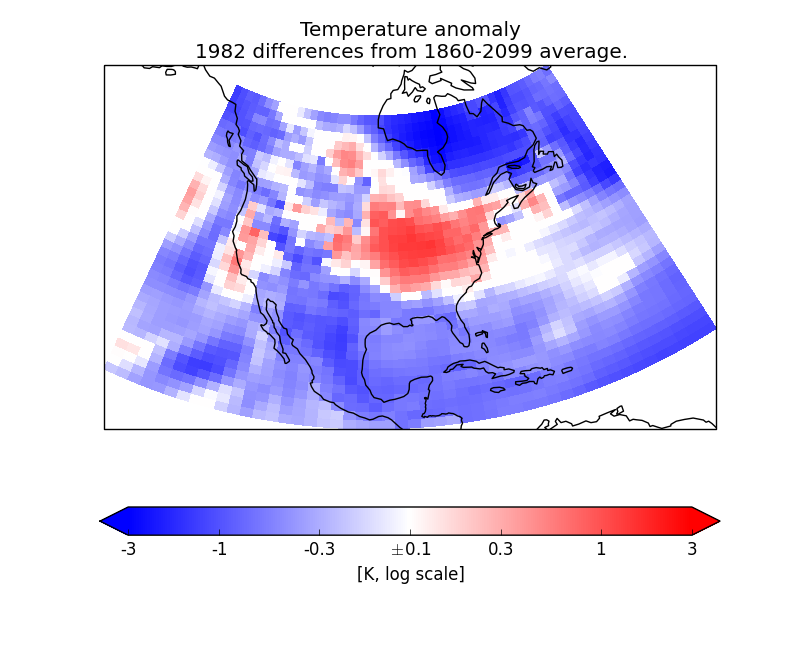 Temperature anomaly
1982 differences from 1860-2099 average.
-3 -1 -0.3 ±0.1 0.3 1 3
[K, log scale]